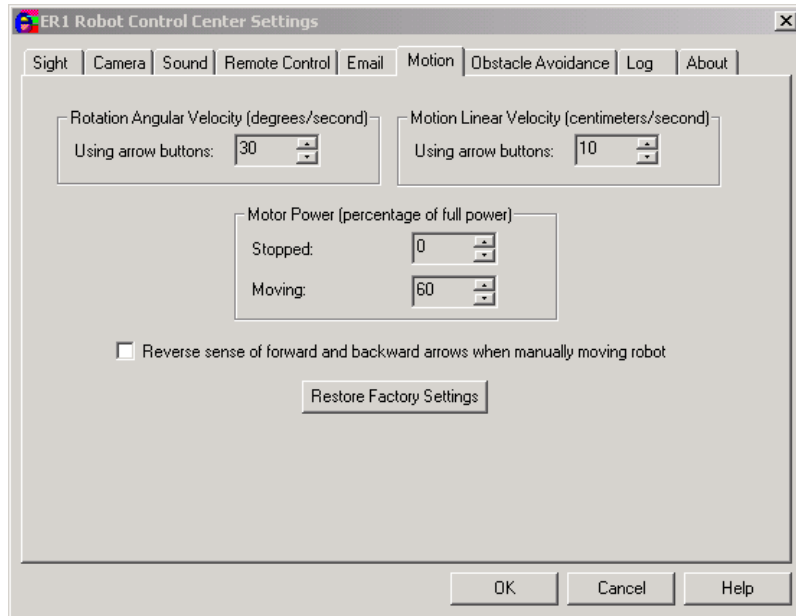 ER1 Robot Control Center Settings
Sight Camera Sound Remote Control Email Motion Obstacle Avoidance Log About
Rotation Angular Velocity (degrees/second)
Using arrow buttons: 30
Motion Linear Velocity (centimeters/second)
Using arrow buttons: 10
Motor Power (percentage of full power)
Stopped: 0
Moving: 60
Reverse sense of forward and backward arrows when manually moving robot
Restore Factory Settings
OK Cancel Help